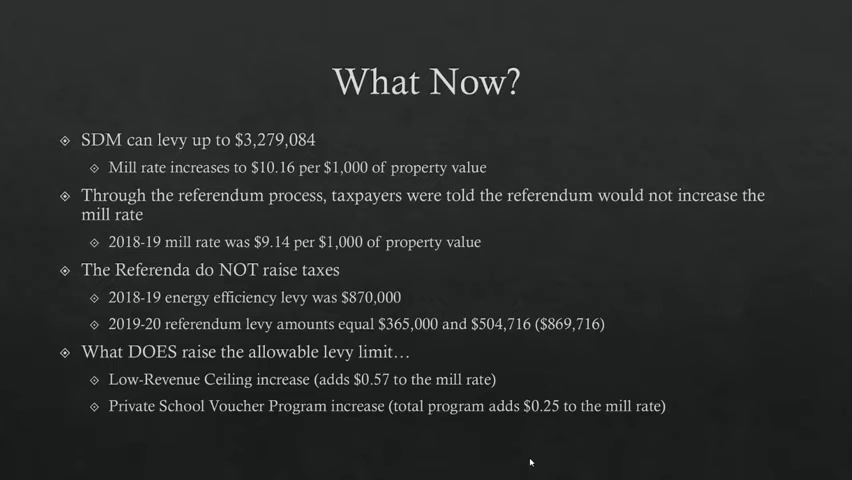 What Now?
SDM can levy up to $3,279,084
Mill rate increases to $10.16 per $1,000 of property value
Through the referendum process, taxpayers were told the referendum would not increase the
mill rate
2018-19 mill rate was $9.14 per $1,000 of property value
The Referenda do NOT raise taxes
2018-19 energy efficiency levy was $870,000
2019-20 referendum levy amounts equal $365,000 and $504,716 ($869,716)
What DOES raise the allowable levy limit…
Low-Revenue Ceiling increase (adds $0.57 to the mill rate)
Private School Voucher Program increase (total program adds $0.25 to the mill rate)